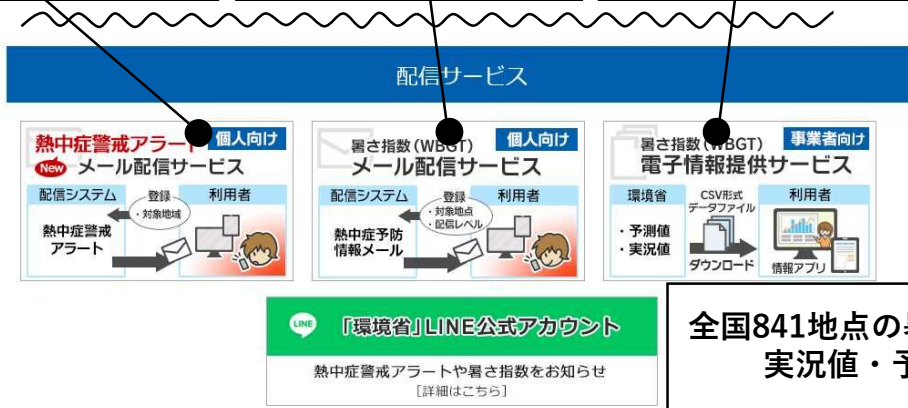 配信サービス
熱中症警戒アラート 個人向け
New メール配信サービス
配信システム 登録 利用者
・対象地域
熱中症警戒
アラート
暑さ指数(WBGT) 個人向け
メール配信サービス
配信システム 登録 利用者
・対象地点
・配信レベル
熱中症予防
情報メール
暑さ指数(WBGT) 事業者向け
電子情報提供サービス
環境省 CSV形式 利用者
データファイル
・予測値
・実況値
ダウンロード 情報アプリ
LINE 「環境省」LINE公式アカウント
熱中症警戒アラートや暑さ指数をお知らせ
[詳細はこちら]
全国841地点の
実況値・